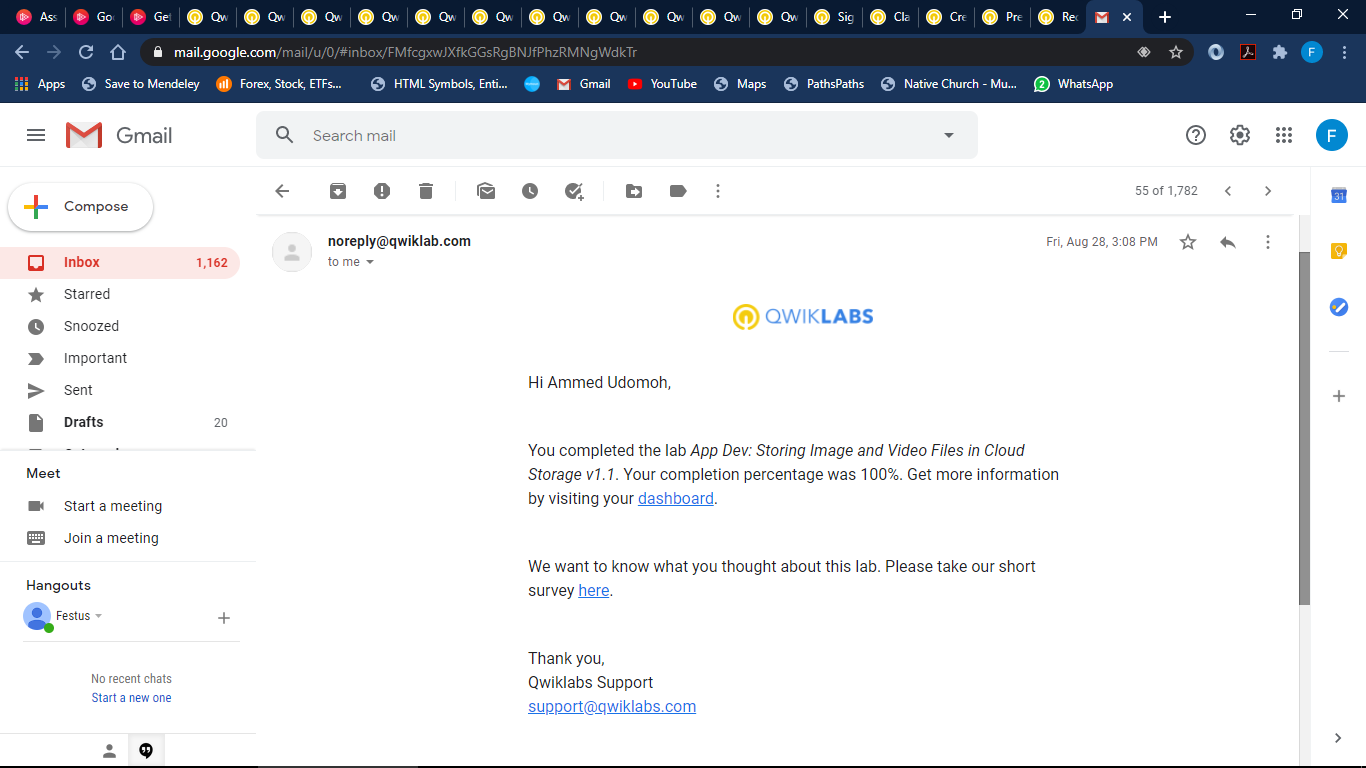 Ass
Goo
Get
Qw
Qw
Qw
Qw
Qw
Qw
Qw
Qw
Qw
Qw
Qw
Sig
Cla
Cre
Pre
Rec
mail.google.com/mail/u/0/#inbox/FMfcgxwJXfkGGsRgBNJfPhzRMNgWdkTr
F
Apps
Save to Mendeley
Forex, Stock, ETFs...
HTML Symbols, Enti...
Gmail
YouTube
Maps
PathsPaths
Native Church - Mu...
2
WhatsApp
Gmail
Search mail
F
Compose
55 of 1,782
31
Inbox 1,162
Starred
Snoozed
Important
Sent
Drafts 20
Meet
Start a meeting
Join a meeting
Hangouts
Festus
No recent chats
Start a new one
noreply@qwiklab.com
Fri, Aug 28, 3:08 PM
to me
QWIKLABS
Hi Ammed Udomoh,
You completed the lab App Dev: Storing Image and Video Files in Cloud
Storage v1.1. Your completion percentage was 100%. Get more information
by visiting your dashboard.
We want to know what you thought about this lab. Please take our short
survey here.
Thank you,
Qwiklabs Support
support@qwiklabs.com